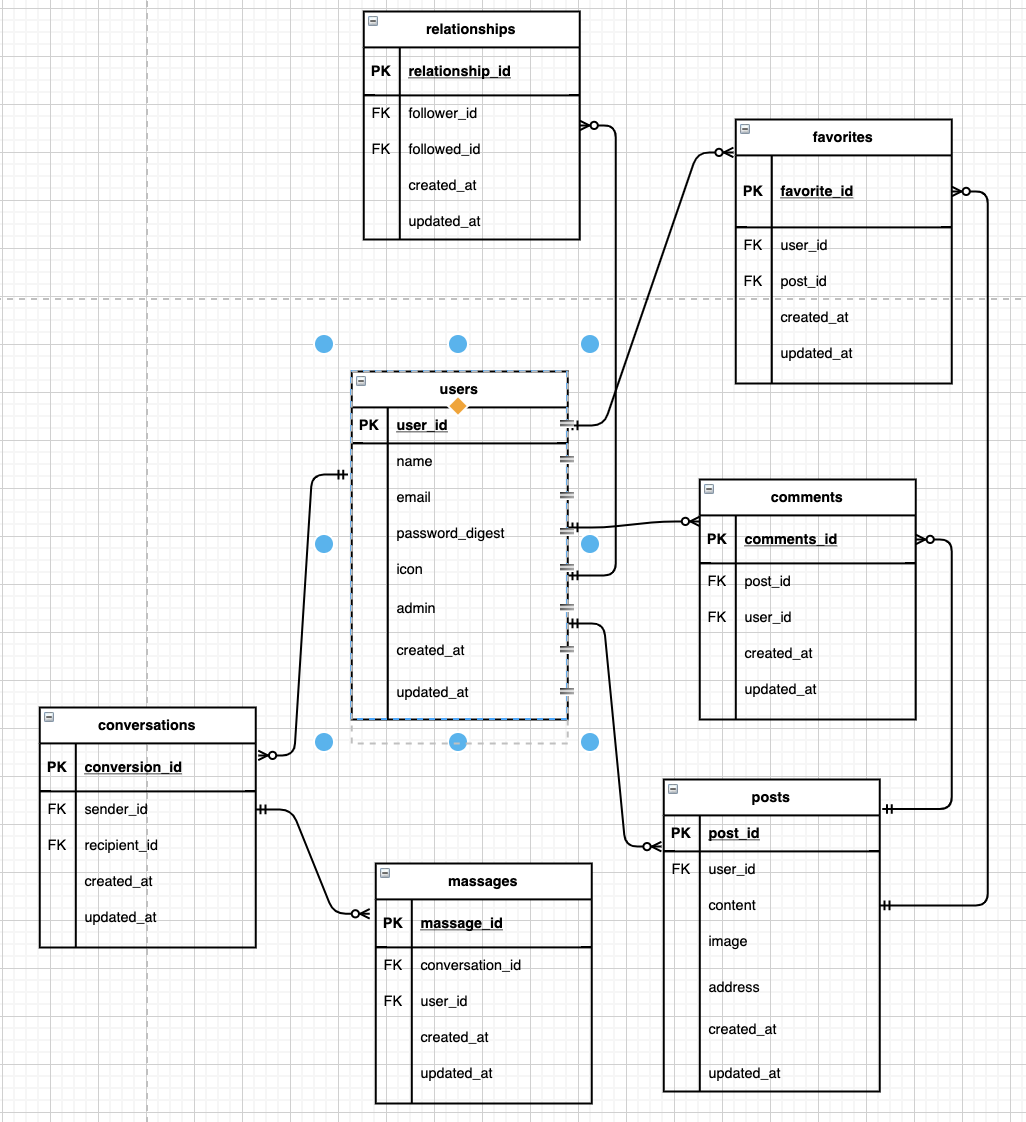 relationships
PK relationship_id
FK follower_id
FK followed_id
created_at
updated_at
favorites
PK favorite_id
FK user_id
FK post_id
created_at
updated_at
users
PK user_id
name
email
password_digest
icon
admin
created_at
updated_at
comments
PK comments_id
FK post_id
FK user_id
created_at
updated_at
conversations
PK conversion_id
FK sender_id
FK recipient_id
created_at
updated_at
posts
PK post_id
FK user_id
content
image
address
created_at
updated_at
massages
PK massage_id
FK conversation_id
FK user_id
created_at
updated_at